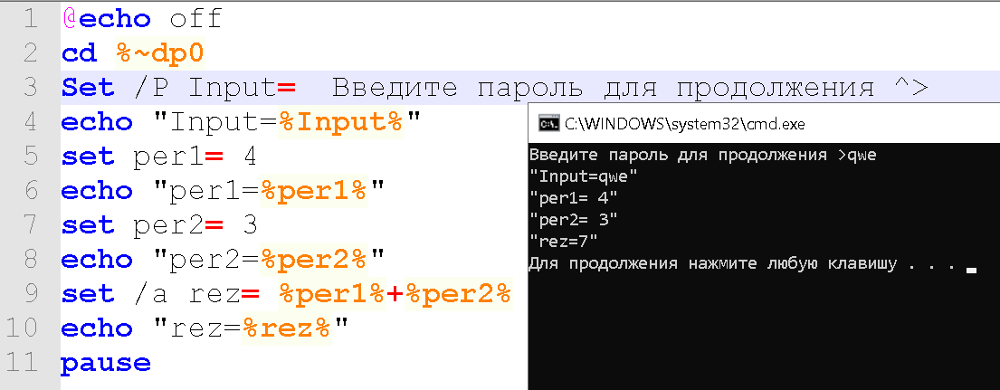 1 @echo off
2 cd %~dp0
3 Set /P Input=  Введите пароль для продолжения ^>
4 echo "Input=%Input%"
5 set per1= 4
6 echo "per1=%per1%"
7 set per2= 3
8 echo "per2=%per2%"
9 set /a rez= %per1%+%per2%
10 echo "rez=%rez%"
11 pause
C:\WINDOWS\system32\cmd.exe
Введите пароль для продолжения >qwe
"Input=qwe"
"per1= 4"
"per2= 3"
"rez=7"
Для продолжения нажмите любую клавишу . . .